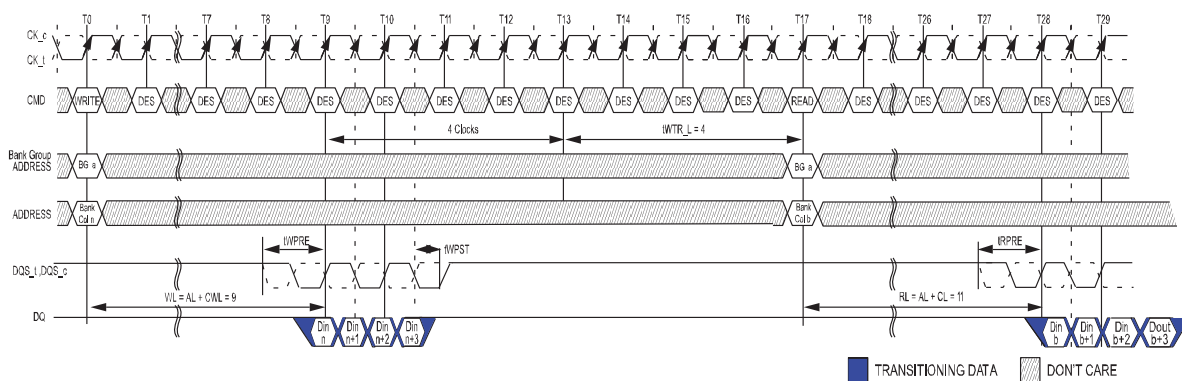 T0 T1 T7 T8 T9 T10 T11 T12 T13 T14 T15 T16 T17 T18 T26 T27 T28 T29
CK_c
CK_t
CMD WRITE DES DES DES DES DES DES DES DES DES DES DES READ DES DES DES DES DES
4 Clocks tWTR_L = 4
Bank Group
ADDRESS BG a BG a
ADDRESS Bank Col n Bank Col b
tWPRE tWPST tRPRE
DQS_t ,DQS_c
WL = AL + CWL = 9 RL = AL + CL = 11
DQ Din n Din n+1 Din n+2 Din n+3 Din b Din b+1 Din b+2 Dout b+3
TRANSITIONING DATA DON'T CARE